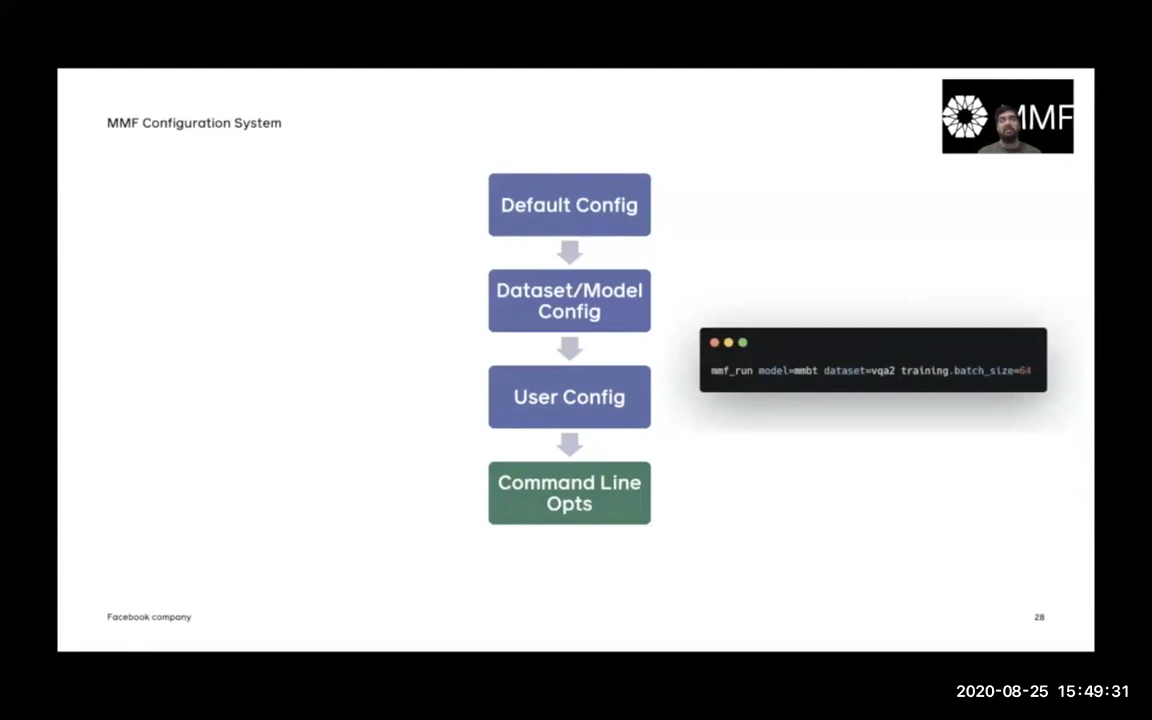 MMF Configuration System
MMF
Default Config
Dataset/Model
Config
User Config
Command Line
Opts
mmf_run model=mmbt dataset=vqa2 training.batch_size=64
Facebook company
28
2020-08-25 15:49:31